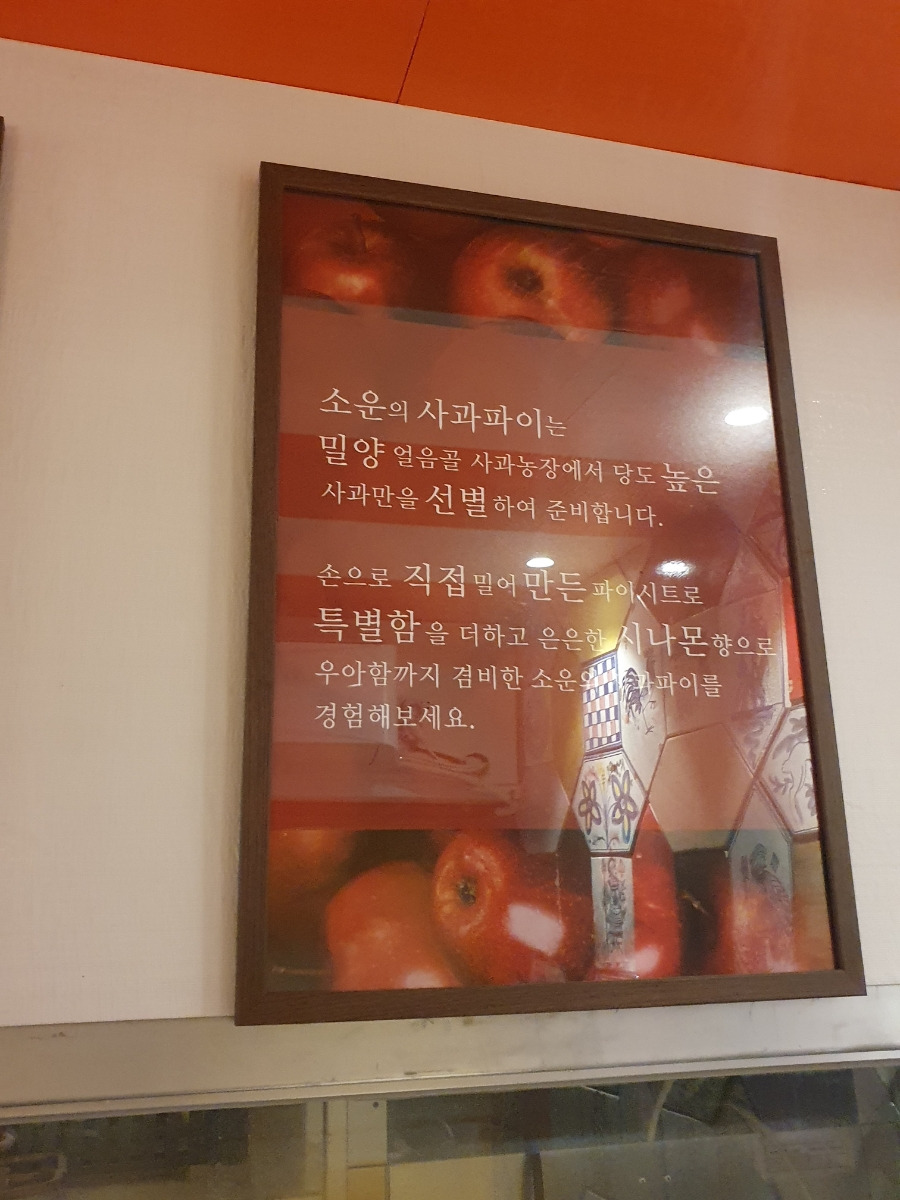 소운의 사과파이는
밀양 얼음골 사과농장에서 당도 높은
사과만을 선별하여 준비합니다.
손으로 직접 밀어 만든 파이시트로
특별함을 더하고 은은한 시나몬향으로
우아함까지 겸비한 소운의 사과파이를
경험해보세요.